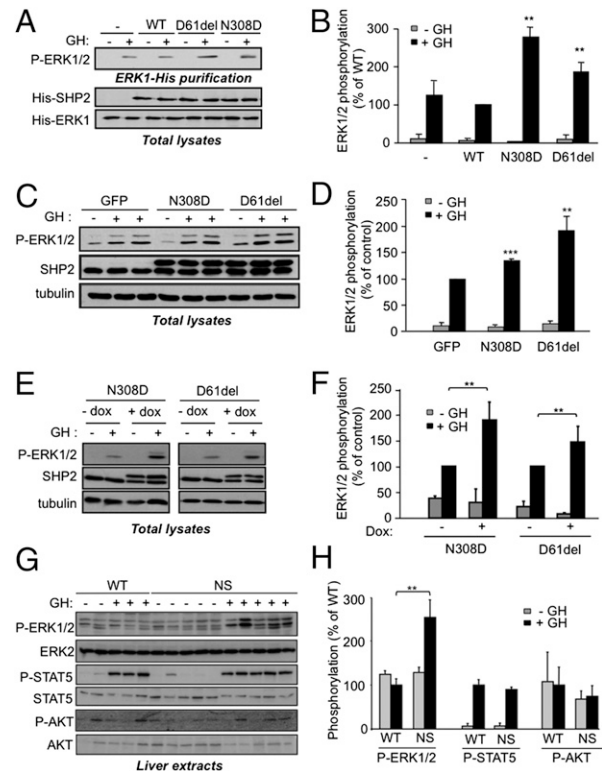 A
- WT D61del N308D
GH: - + - + - + - +
P-ERK1/2
ERK1-His purification
His-SHP2
His-ERK1
Total lysates
B
ERK1/2 phosphorylation
(% of WT)
300
200
100
0
- GH
+ GH
**
**
- WT N308D D61del
C
GFP N308D D61del
GH : - + + - + + - + +
P-ERK1/2
SHP2
tubulin
Total lysates
D
ERK1/2 phosphorylation
(% of control)
250
200
150
100
50
0
- GH
+ GH
***
**
GFP N308D D61del
E
N308D D61del
- dox + dox - dox + dox
GH: - + - + - + - +
P-ERK1/2
SHP2
tubulin
Total lysates
F
ERK1/2 phosphorylation
(% of control)
250
200
150
100
50
0
- GH
+ GH
**
**
Dox: - + - +
N308D D61del
G
WT NS
GH: - - + + + - - - - - + + + + +
P-ERK1/2
ERK2
P-STAT5
STAT5
P-AKT
AKT
Liver extracts
H
Phosphorylation (% of WT)
300
200
100
0
- GH
+ GH
**
WT NS WT NS WT NS
P-ERK1/2 P-STAT5 P-AKT